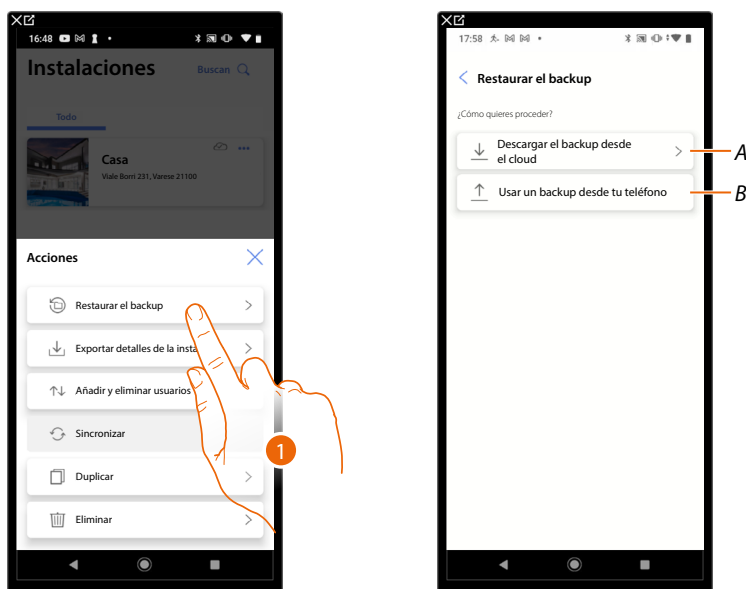 16:48
Instalaciones
Buscan
Todo
Casa
Viale Borri 231, Varese 21100
Acciones
Restaurar el backup
Exportar detalles de la insta
Añadir y eliminar usuarios
Sincronizar
Duplicar
Eliminar
1
17:58
Restaurar el backup
¿Cómo quieres proceder?
Descargar el backup desde
el cloud
A
Usar un backup desde tu teléfono
B